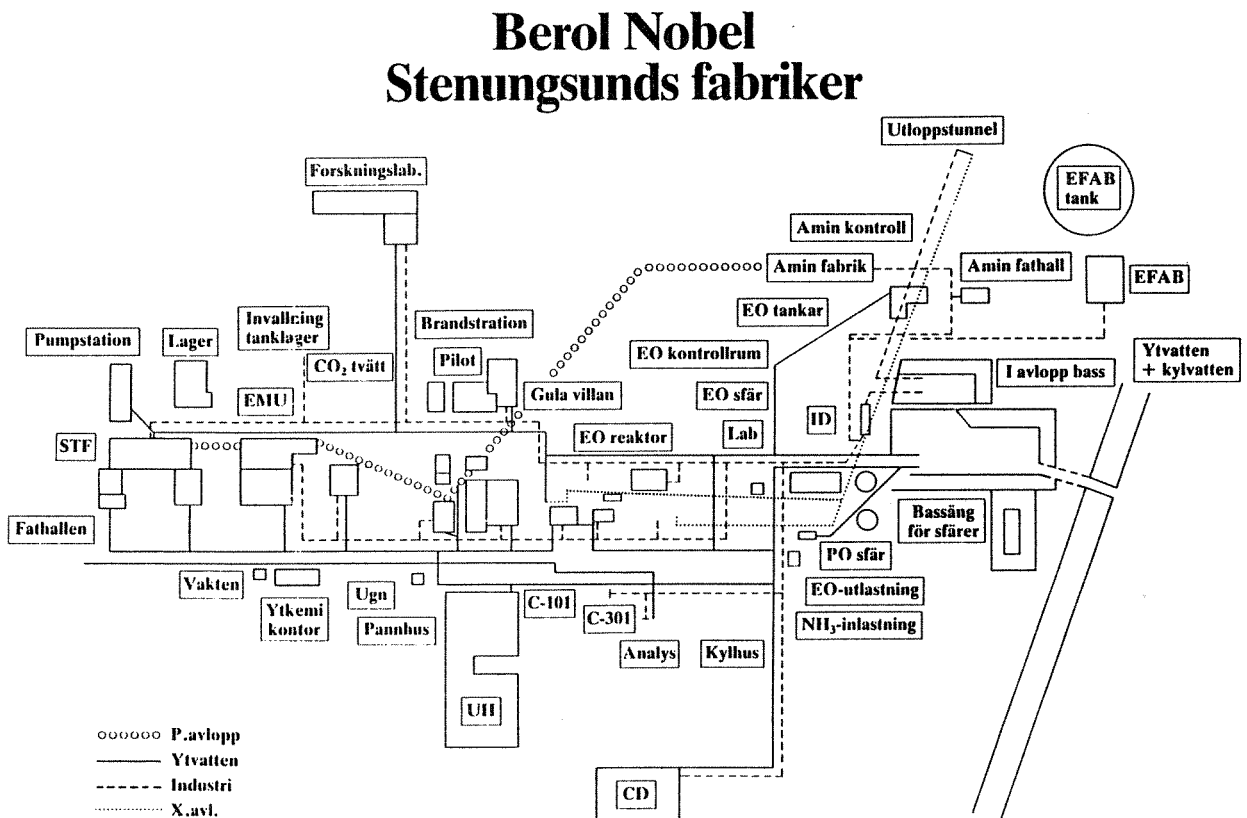 Berol Nobel
Stenungsunds fabriker
Utloppstunnel
Forskningslab.
EFAB
tank
Amin kontroll
Amin fabrik
Amin fathall
EFAB
EO tankar
Invallning
tanklager
Brandstration
Pumpstation
Lager
CO₂ tvätt
Pilot
EO kontrollrum
Ytvatten
+ kylvatten
I avlopp bass
Gula villan
EO sfär
EMU
STF
EO reaktor
Lab
ID
Fathallen
Bassäng
för sfärer
PO sfär
Vakten
Ytkemi
kontor
Ugn
Pannhus
C-101
C-301
EO-utlastning
NH₃-inlastning
Analys
Kylhus
UH
CD
P.avlopp
Ytvatten
Industri
X.avl.